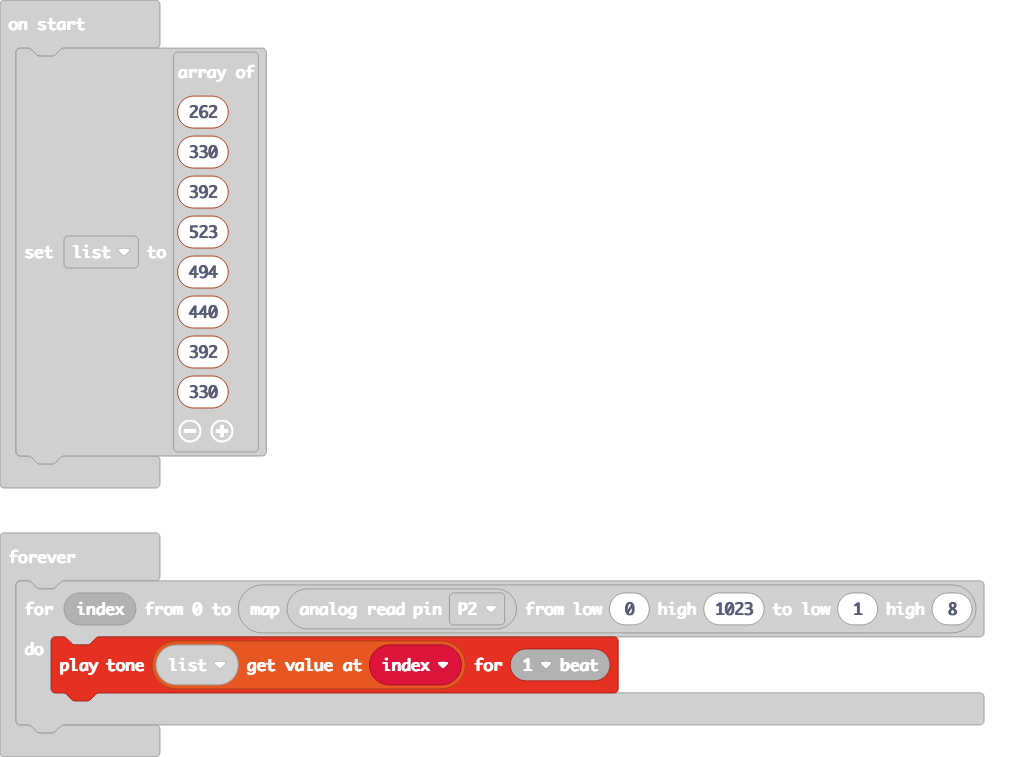 on start
array of
262
330
392
523
set list to
494
440
392
330
forever
for index from 0 to map analog read pin P2 from low 0 high 1023 to low 1 high 8
do
play tone list get value at index for 1 beat